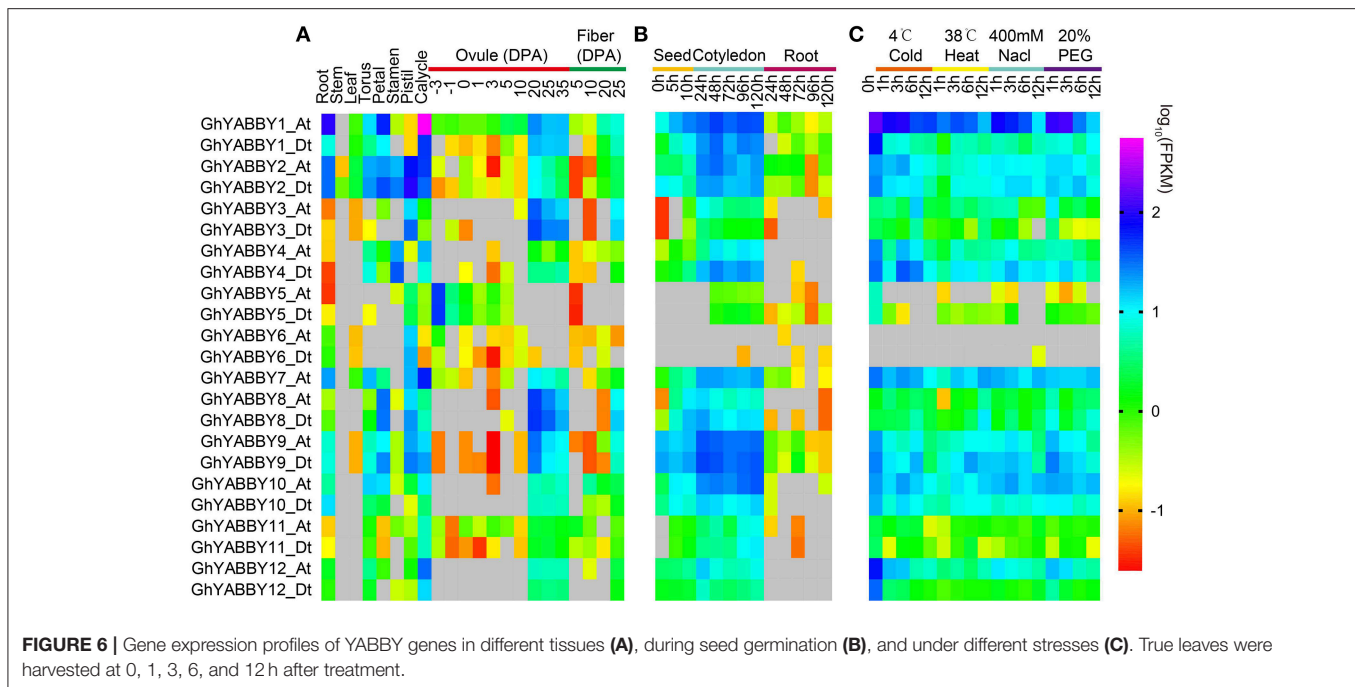 A
B
C
Root
Stem
Leaf
Torus
Petal
Stamen
Pistil
Calycle
Ovule (DPA)
-3
-1
0
1
3
5
10
20
25
35
Fiber (DPA)
5
10
20
25
Seed
0h
5h
10h
Cotyledon
24h
48h
72h
96h
120h
Root
24h
48h
72h
96h
120h
0h
4℃
Cold
1h
3h
6h
12h
38℃
Heat
1h
3h
6h
12h
400mM
Nacl
1h
3h
6h
12h
20%
PEG
1h
3h
6h
12h
GhYABBY1_At
GhYABBY1_Dt
GhYABBY2_At
GhYABBY2_Dt
GhYABBY3_At
GhYABBY3_Dt
GhYABBY4_At
GhYABBY4_Dt
GhYABBY5_At
GhYABBY5_Dt
GhYABBY6_At
GhYABBY6_Dt
GhYABBY7_At
GhYABBY8_At
GhYABBY8_Dt
GhYABBY9_At
GhYABBY9_Dt
GhYABBY10_At
GhYABBY10_Dt
GhYABBY11_At
GhYABBY11_Dt
GhYABBY12_At
GhYABBY12_Dt
log10(FPKM)
2
1
0
-1
FIGURE 6 | Gene expression profiles of YABBY genes in different tissues (A), during seed germination (B), and under different stresses (C). True leaves were
harvested at 0, 1, 3, 6, and 12 h after treatment.